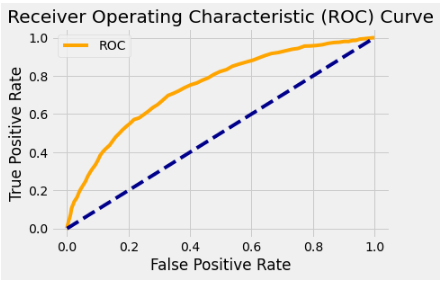 Receiver Operating Characteristic (ROC) Curve
1.0
ROC
0.8
0.6
0.4
0.2
0.0
True Positive Rate
0.0 0.2 0.4 0.6 0.8 1.0
False Positive Rate